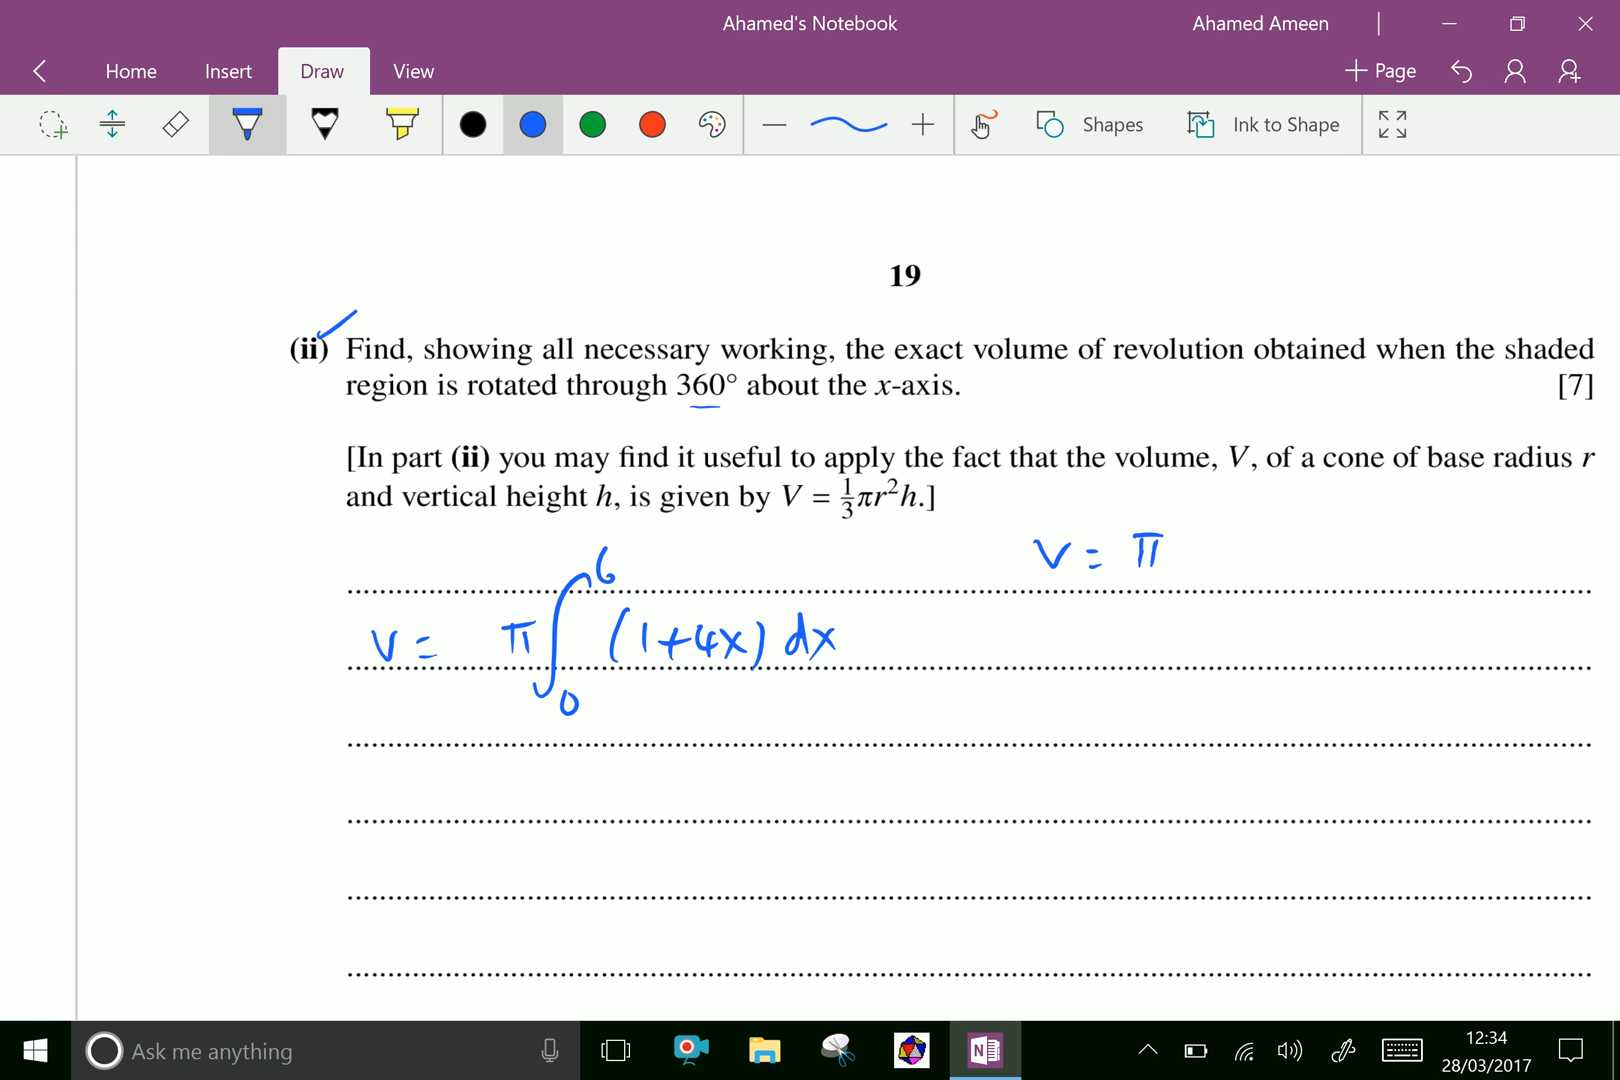 Ahamed's Notebook
Ahamed Ameen
Home
Insert
Draw
View
Page
Shapes
Ink to Shape
19
(ii) Find, showing all necessary working, the exact volume of revolution obtained when the shaded
region is rotated through 360° about the x-axis. [7]
[In part (ii) you may find it useful to apply the fact that the volume, V, of a cone of base radius r
and vertical height h, is given by V = 1/3 πr²h.]
V = π
V = π ∫₀⁶ (1+4x) dx
Ask me anything
N
12:34
28/03/2017